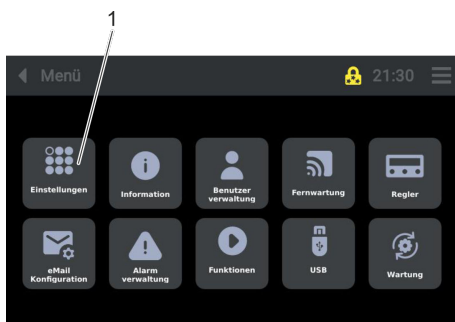 1
Menü 21:30
Einstellungen
Information
Benutzer
verwaltung
Fernwartung
Regler
eMail
Konfiguration
Alarm
verwaltung
Funktionen
USB
Wartung